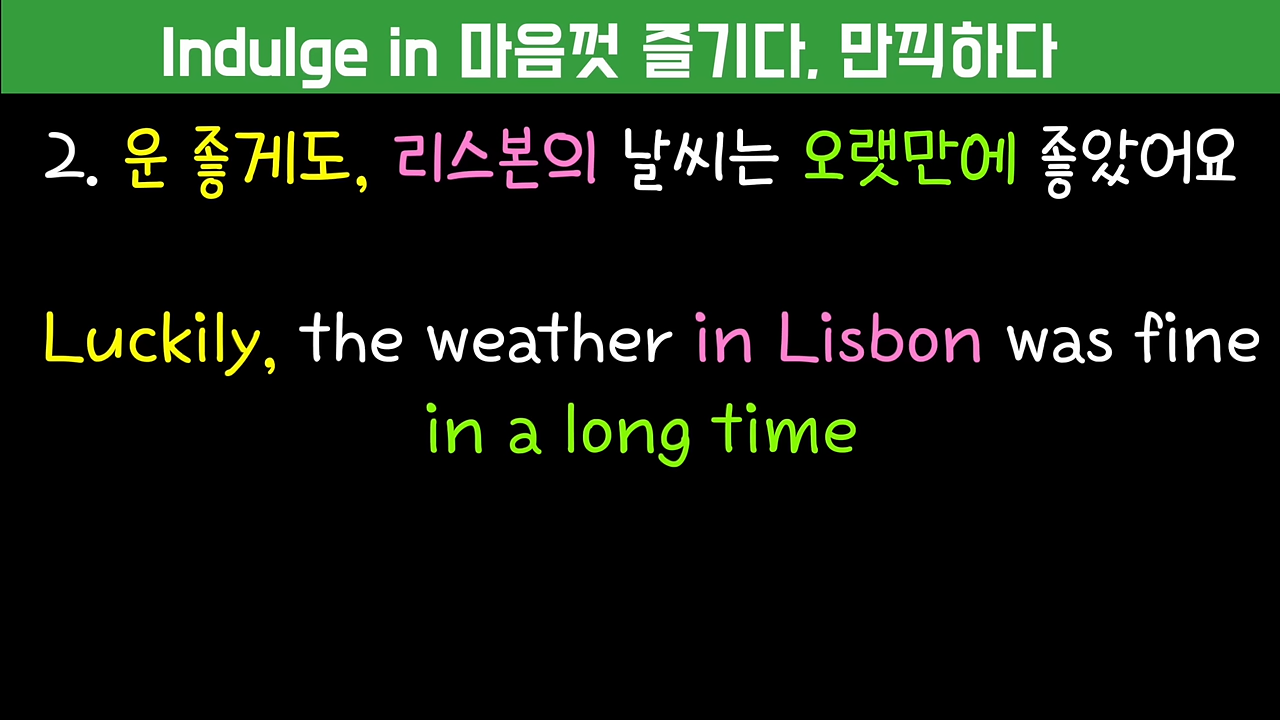 Indulge in 마음껏 즐기다, 만끽하다
2. 운 좋게도, 리스본의 날씨는 오랫만에 좋았어요
Luckily, the weather in Lisbon was fine
in a long time